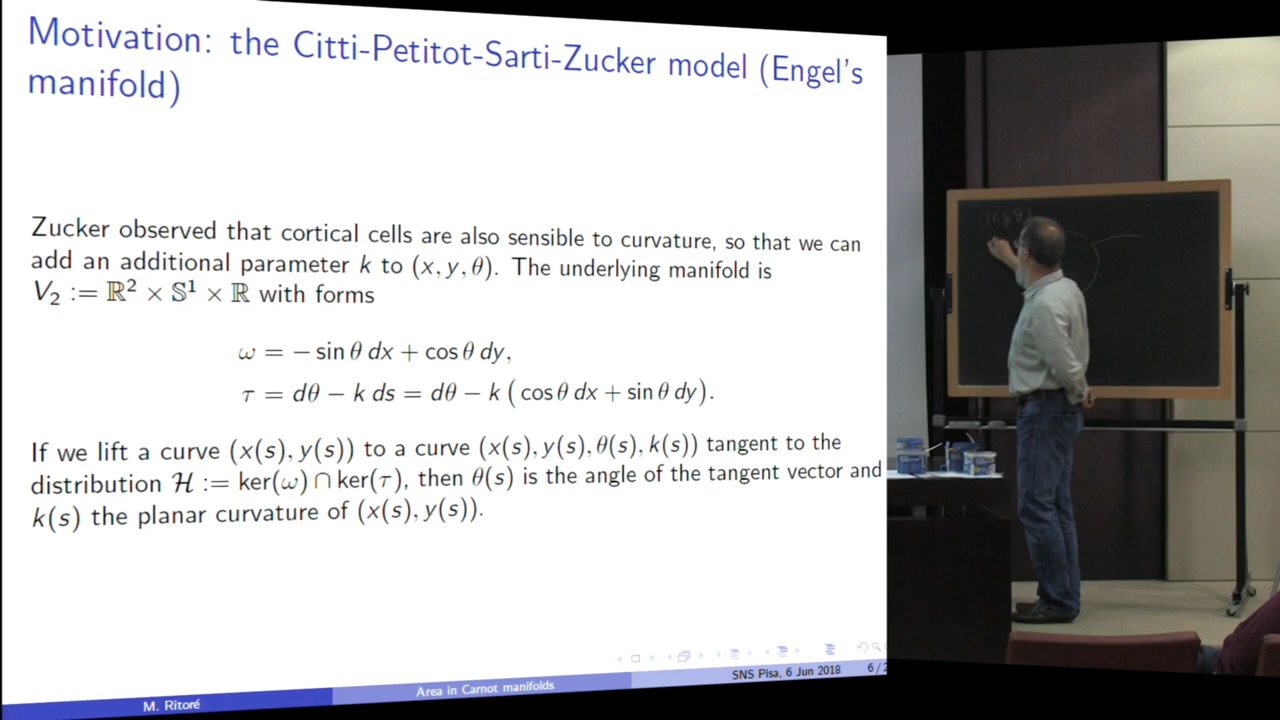 Motivation: the Citti-Petitot-Sarti-Zucker model (Engel's
manifold)
Zucker observed that cortical cells are also sensible to curvature, so that we can
add an additional parameter k to (x, y, θ). The underlying manifold is
V₂ := ℝ² × 𝕊¹ × ℝ with forms
ω = − sin θ dx + cos θ dy,
τ = dθ − k ds = dθ − k ( cos θ dx + sin θ dy).
If we lift a curve (x(s), y(s)) to a curve (x(s), y(s), θ(s), k(s)) tangent to the
distribution ℋ := ker(ω) ∩ ker(τ), then θ(s) is the angle of the tangent vector and
k(s) the planar curvature of (x(s), y(s)).
M. Ritoré
Area in Carnot manifolds
SNS Pisa, 6 Jun 2018
6 / 2
(x,y,θ)